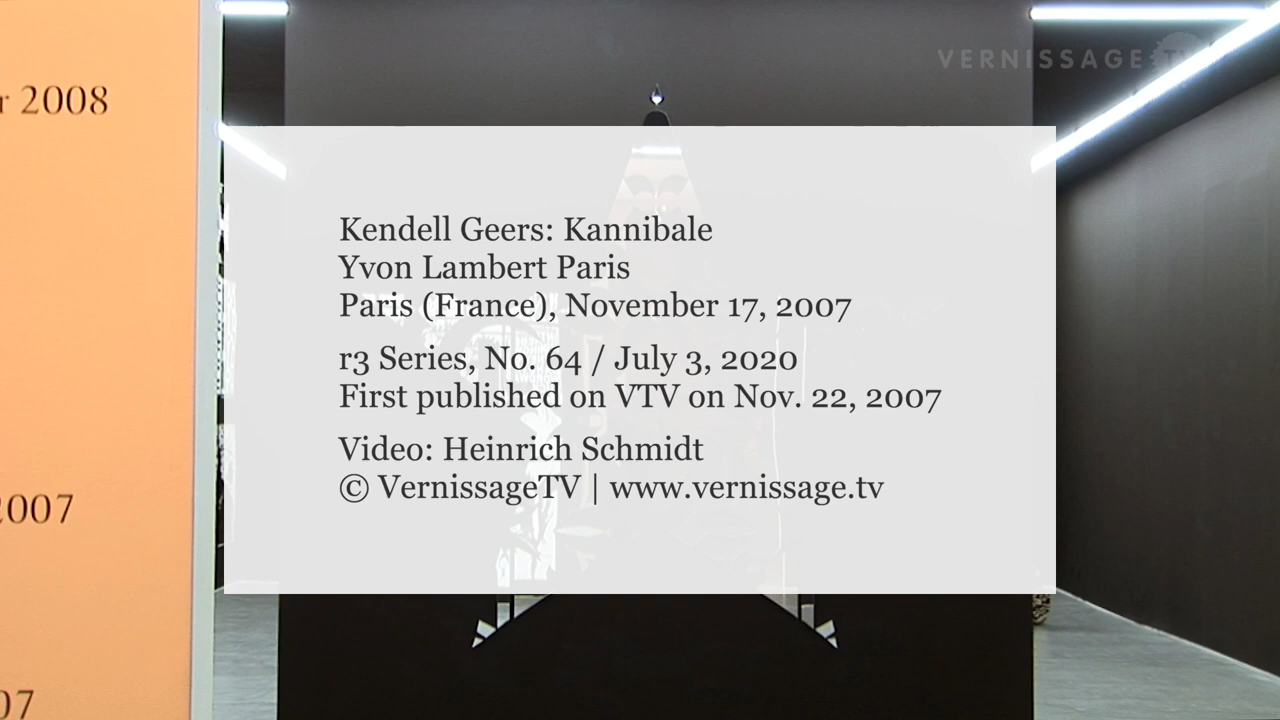 r 2008
VERNISSAGE TV
Kendell Geers: Kannibale
Yvon Lambert Paris
Paris (France), November 17, 2007
r3 Series, No. 64 / July 3, 2020
First published on VTV on Nov. 22, 2007
Video: Heinrich Schmidt
© VernissageTV | www.vernissage.tv
2007
07